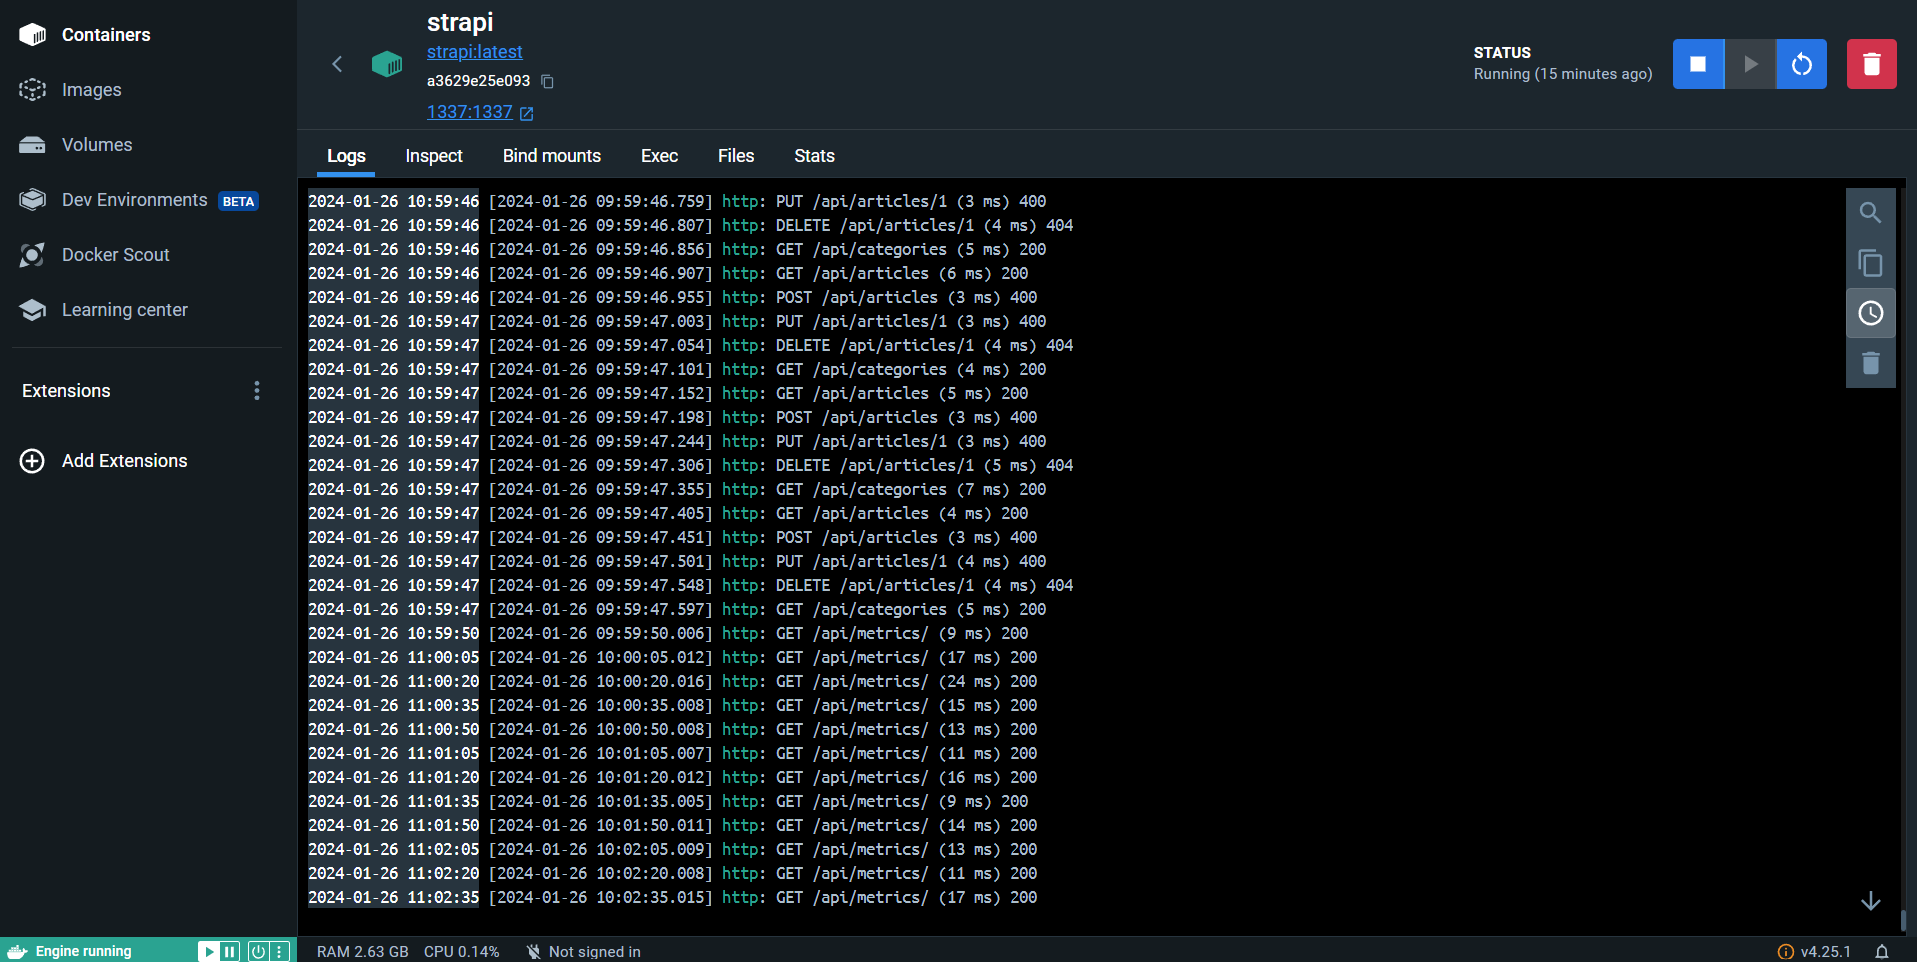 Containers
Images
Volumes
Dev Environments BETA
Docker Scout
Learning center
Extensions
Add Extensions
strapi
strapi:latest
a3629e25e093
1337:1337
STATUS
Running (15 minutes ago)
Logs Inspect Bind mounts Exec Files Stats
2024-01-26 10:59:46 [2024-01-26 09:59:46.759] http: PUT /api/articles/1 (3 ms) 400
2024-01-26 10:59:46 [2024-01-26 09:59:46.807] http: DELETE /api/articles/1 (4 ms) 404
2024-01-26 10:59:46 [2024-01-26 09:59:46.856] http: GET /api/categories (5 ms) 200
2024-01-26 10:59:46 [2024-01-26 09:59:46.907] http: GET /api/articles (6 ms) 200
2024-01-26 10:59:46 [2024-01-26 09:59:46.955] http: POST /api/articles (3 ms) 400
2024-01-26 10:59:47 [2024-01-26 09:59:47.003] http: PUT /api/articles/1 (3 ms) 400
2024-01-26 10:59:47 [2024-01-26 09:59:47.054] http: DELETE /api/articles/1 (4 ms) 404
2024-01-26 10:59:47 [2024-01-26 09:59:47.101] http: GET /api/categories (4 ms) 200
2024-01-26 10:59:47 [2024-01-26 09:59:47.152] http: GET /api/articles (5 ms) 200
2024-01-26 10:59:47 [2024-01-26 09:59:47.198] http: POST /api/articles (3 ms) 400
2024-01-26 10:59:47 [2024-01-26 09:59:47.244] http: PUT /api/articles/1 (3 ms) 400
2024-01-26 10:59:47 [2024-01-26 09:59:47.306] http: DELETE /api/articles/1 (5 ms) 404
2024-01-26 10:59:47 [2024-01-26 09:59:47.355] http: GET /api/categories (7 ms) 200
2024-01-26 10:59:47 [2024-01-26 09:59:47.405] http: GET /api/articles (4 ms) 200
2024-01-26 10:59:47 [2024-01-26 09:59:47.451] http: POST /api/articles (3 ms) 400
2024-01-26 10:59:47 [2024-01-26 09:59:47.501] http: PUT /api/articles/1 (4 ms) 400
2024-01-26 10:59:47 [2024-01-26 09:59:47.548] http: DELETE /api/articles/1 (4 ms) 404
2024-01-26 10:59:47 [2024-01-26 09:59:47.597] http: GET /api/categories (5 ms) 200
2024-01-26 10:59:50 [2024-01-26 09:59:50.006] http: GET /api/metrics/ (9 ms) 200
2024-01-26 11:00:05 [2024-01-26 10:00:05.012] http: GET /api/metrics/ (17 ms) 200
2024-01-26 11:00:20 [2024-01-26 10:00:20.016] http: GET /api/metrics/ (24 ms) 200
2024-01-26 11:00:35 [2024-01-26 10:00:35.008] http: GET /api/metrics/ (15 ms) 200
2024-01-26 11:00:50 [2024-01-26 10:00:50.008] http: GET /api/metrics/ (13 ms) 200
2024-01-26 11:01:05 [2024-01-26 10:01:05.007] http: GET /api/metrics/ (11 ms) 200
2024-01-26 11:01:20 [2024-01-26 10:01:20.012] http: GET /api/metrics/ (16 ms) 200
2024-01-26 11:01:35 [2024-01-26 10:01:35.005] http: GET /api/metrics/ (9 ms) 200
2024-01-26 11:01:50 [2024-01-26 10:01:50.011] http: GET /api/metrics/ (14 ms) 200
2024-01-26 11:02:05 [2024-01-26 10:02:05.009] http: GET /api/metrics/ (13 ms) 200
2024-01-26 11:02:20 [2024-01-26 10:02:20.008] http: GET /api/metrics/ (11 ms) 200
2024-01-26 11:02:35 [2024-01-26 10:02:35.015] http: GET /api/metrics/ (17 ms) 200
Engine running RAM 2.63 GB CPU 0.14% Not signed in v4.25.1